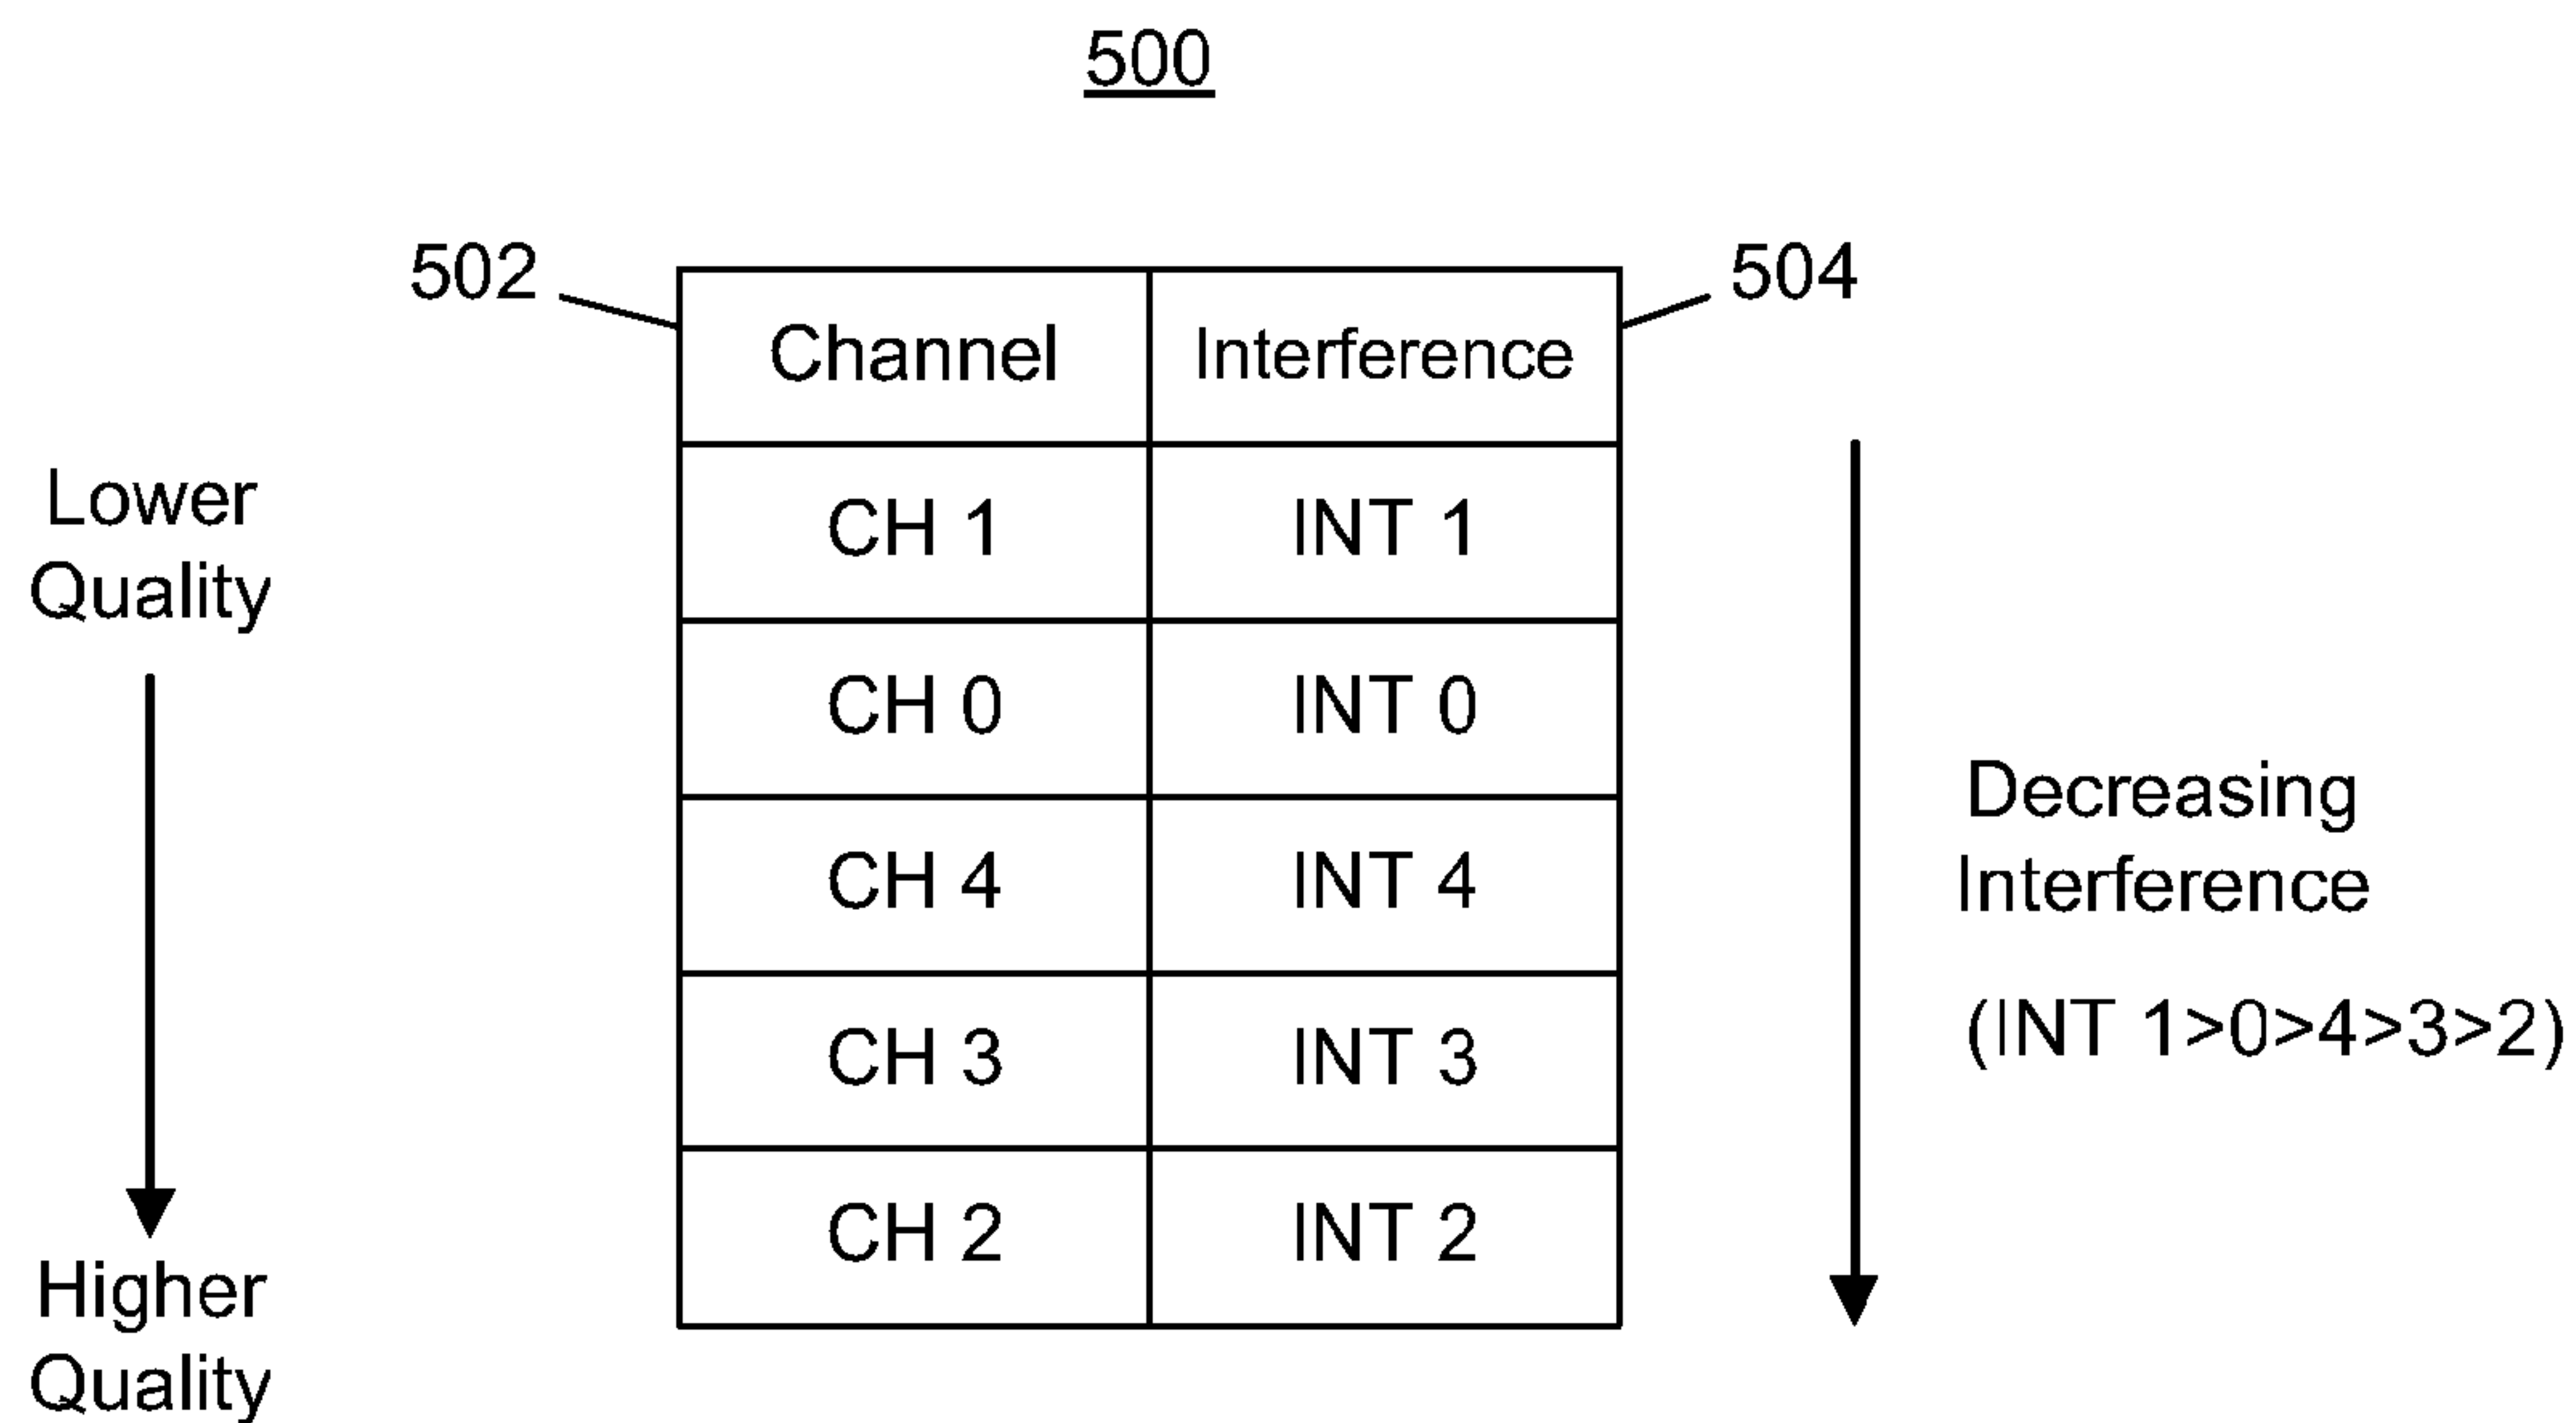 500
502
504
Channel Interference
CH 1 INT 1
CH 0 INT 0
CH 4 INT 4
CH 3 INT 3
CH 2 INT 2
Lower
Quality
Higher
Quality
Decreasing
Interference
(INT 1>0>4>3>2)